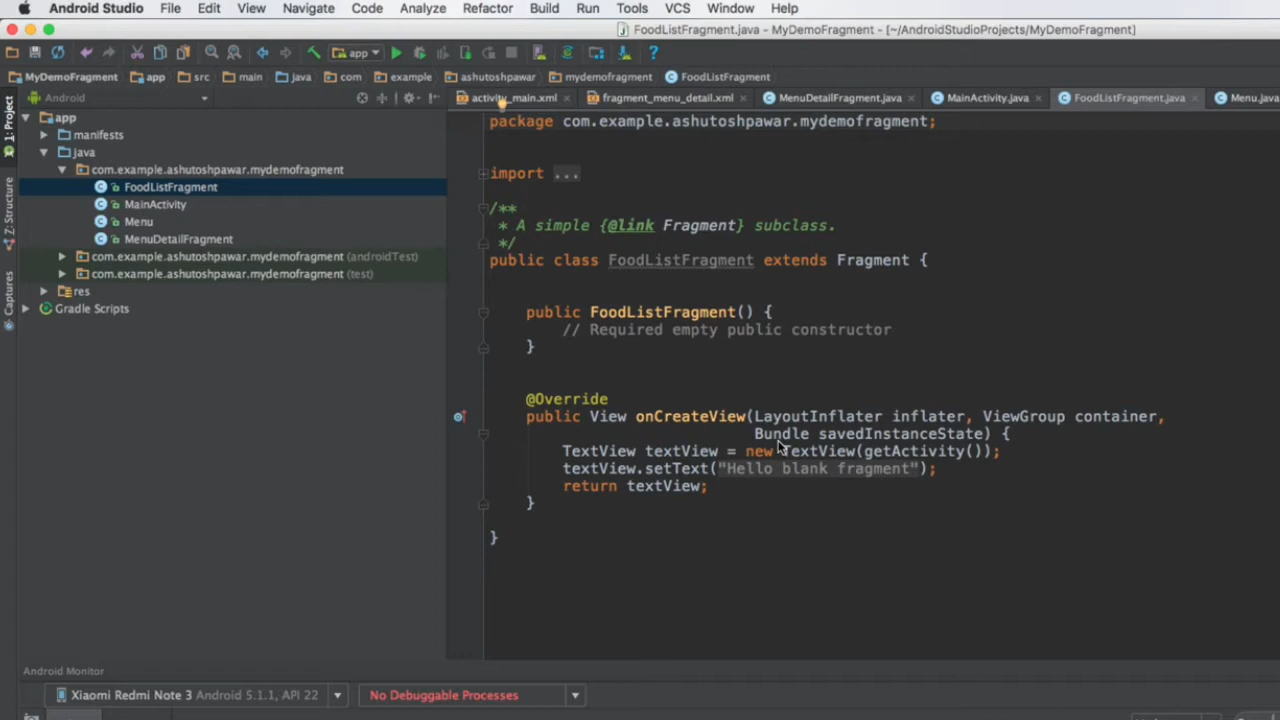 Android Studio File Edit View Navigate Code Analyze Refactor Build Run Tools VCS Window Help
FoodListFragment.java - MyDemoFragment - [~/AndroidStudioProjects/MyDemoFragment]
app
MyDemoFragment app src main java com example ashutoshpawar mydemofragment FoodListFragment
Android
activity_main.xml fragment_menu_detail.xml MenuDetailFragment.java MainActivity.java FoodListFragment.java Menu.java
1: Project
Z: Structure
Captures
app
manifests
java
com.example.ashutoshpawar.mydemofragment
FoodListFragment
MainActivity
Menu
MenuDetailFragment
com.example.ashutoshpawar.mydemofragment (androidTest)
com.example.ashutoshpawar.mydemofragment (test)
res
Gradle Scripts
package com.example.ashutoshpawar.mydemofragment;
import ...
/**
* A simple {@link Fragment} subclass.
*/
public class FoodListFragment extends Fragment {
public FoodListFragment() {
// Required empty public constructor
}
@Override
public View onCreateView(LayoutInflater inflater, ViewGroup container,
Bundle savedInstanceState) {
TextView textView = new TextView(getActivity());
textView.setText("Hello blank fragment");
return textView;
}
}
Android Monitor
Xiaomi Redmi Note 3 Android 5.1.1, API 22 No Debuggable Processes